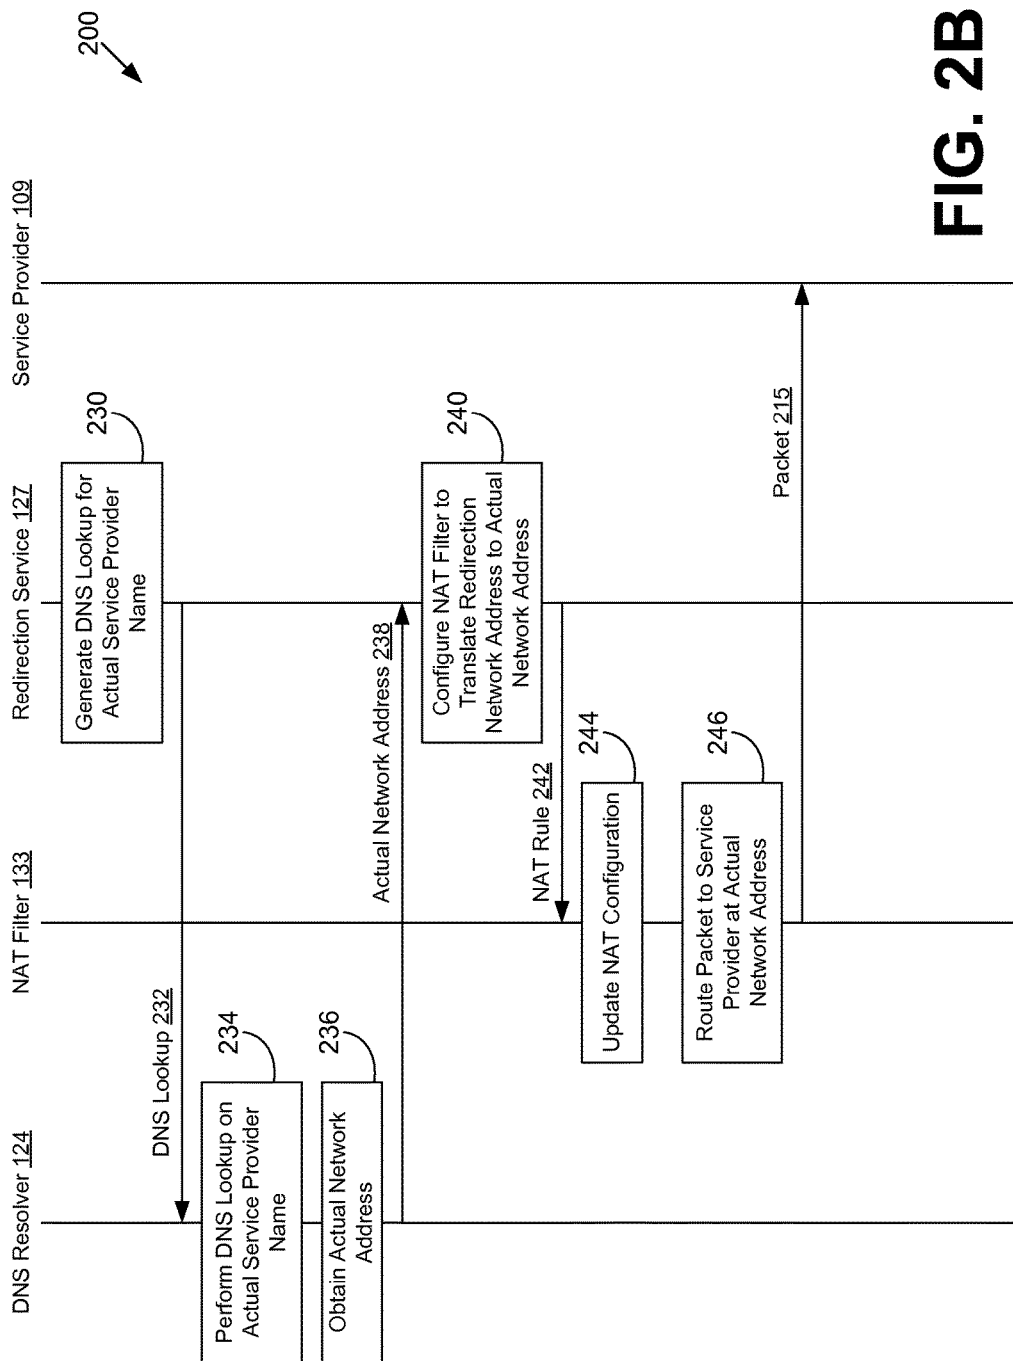 200
DNS Resolver 124
NAT Filter 133
Redirection Service 127
Service Provider 109
Generate DNS Lookup for
Actual Service Provider
Name
230
DNS Lookup 232
Perform DNS Lookup on
Actual Service Provider
Name
234
Obtain Actual Network
Address
236
Actual Network Address 238
Configure NAT Filter to
Translate Redirection
Network Address to Actual
Network Address
240
NAT Rule 242
Update NAT Configuration
244
Route Packet to Service
Provider at Actual
Network Address
246
Packet 215
FIG. 2B